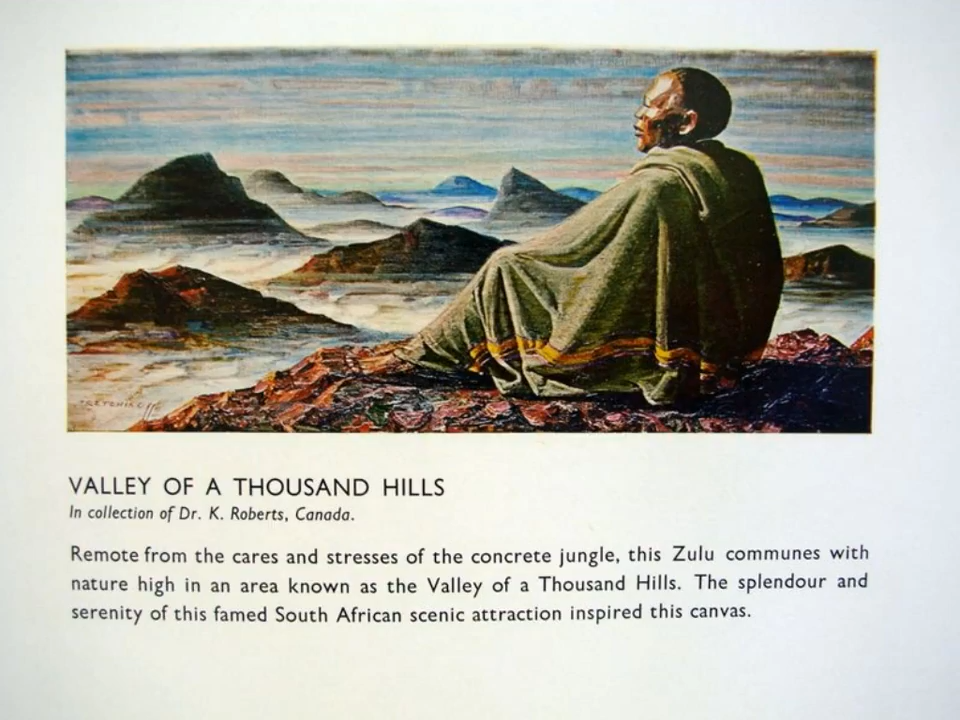 TRETCHIKOFF
VALLEY OF A THOUSAND HILLS
In collection of Dr. K. Roberts, Canada.
Remote from the cares and stresses of the concrete jungle, this Zulu communes with
nature high in an area known as the Valley of a Thousand Hills. The splendour and
serenity of this famed South African scenic attraction inspired this canvas.